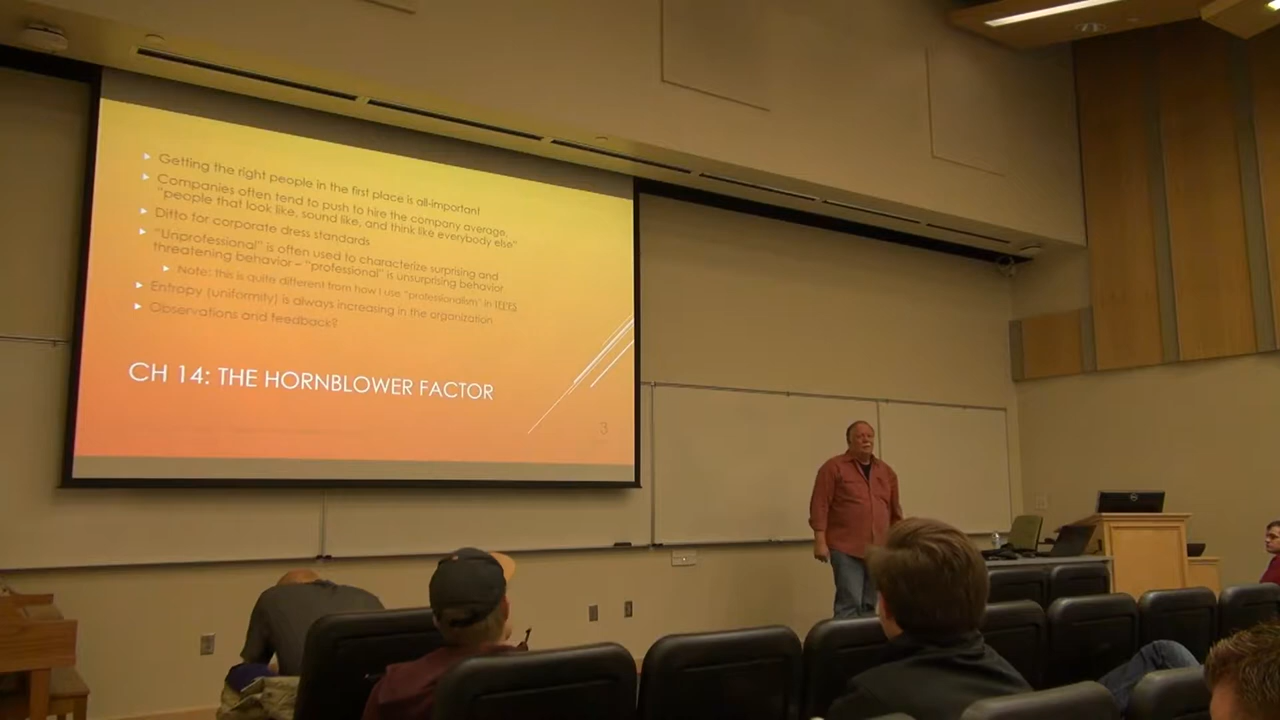 Getting the right people in the first place is all-important
Companies often tend to push to hire the company average,
"people that look like, sound like, and think like everybody else"
Ditto for corporate dress standards
"Unprofessional" is often used to characterize surprising and
threatening behavior – "professional" is unsurprising behavior
Note: this is quite different from how I use "professionalism" in
Entropy (uniformity) is always increasing in the organization
Observations and feedback?
CH 14: THE HORNBLOWER FACTOR
3